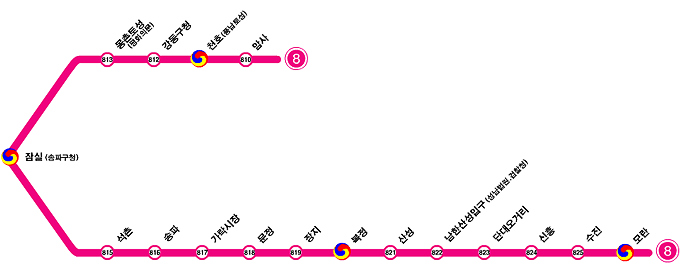 몽촌토성
(평화의문)
강동구청
천호 (풍납토성)
암사
813
812
810
8
잠실 (송파구청)
석촌
송파
가락시장
문정
장지
복정
산성
남한산성입구 (성남법원.검찰청)
단대오거리
신흥
수진
모란
815
816
817
818
819
821
822
823
824
825
8